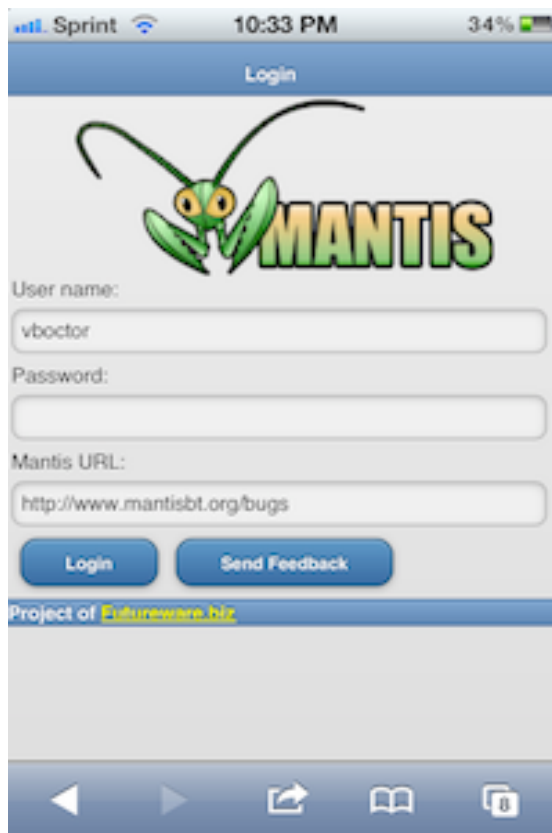 Sprint 10:33 PM 34%
Login
MANTIS
User name:
vboctor
Password:
Mantis URL:
http://www.mantisbt.org/bugs
Login Send Feedback
Project of Futureware.biz
8